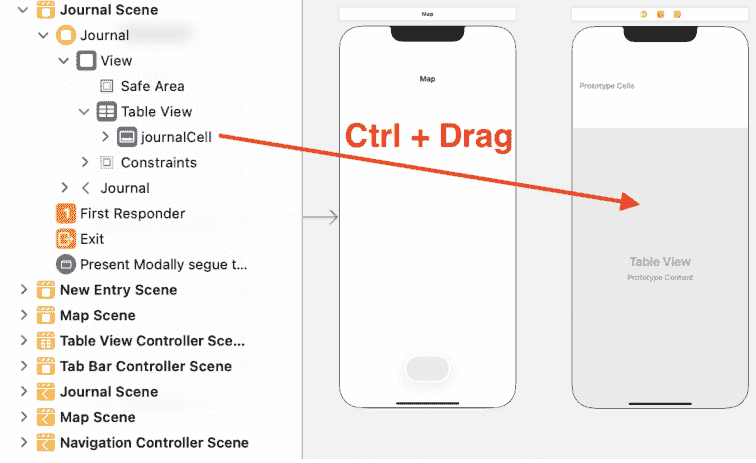 Journal Scene
Journal
View
Safe Area
Table View
journalCell
Constraints
Journal
First Responder
Exit
Present Modally segue t...
New Entry Scene
Map Scene
Table View Controller Sce...
Tab Bar Controller Scene
Journal Scene
Map Scene
Navigation Controller Scene
Map
Map
Ctrl + Drag
Prototype Cells
Table View
Prototype Content